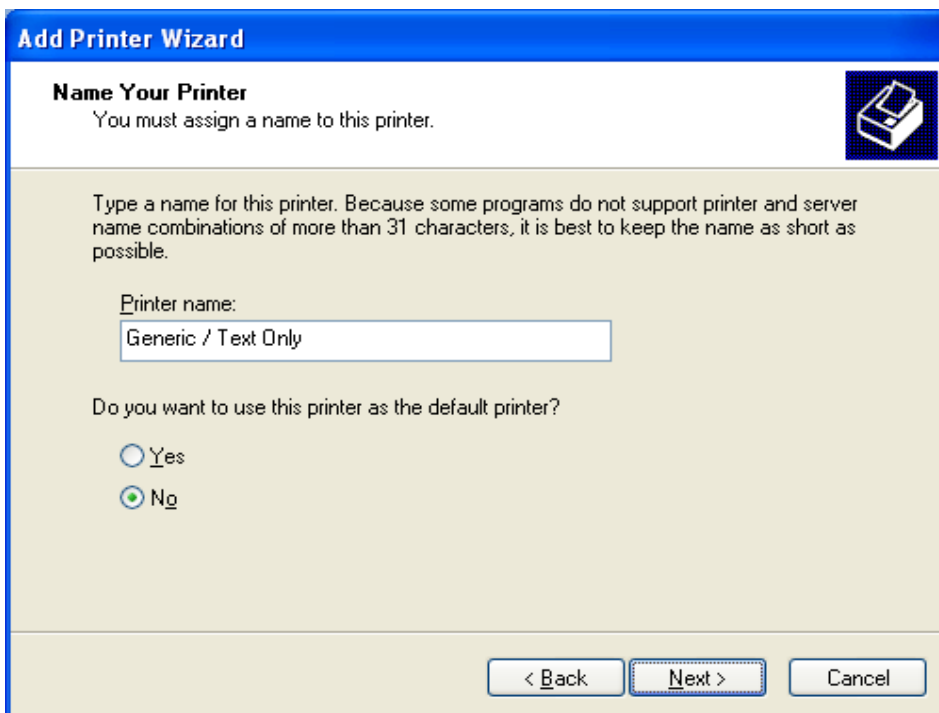 Add Printer Wizard
Name Your Printer
You must assign a name to this printer.
Type a name for this printer. Because some programs do not support printer and server
name combinations of more than 31 characters, it is best to keep the name as short as
possible.
Printer name:
Generic / Text Only
Do you want to use this printer as the default printer?
Yes
No
< Back Next > Cancel